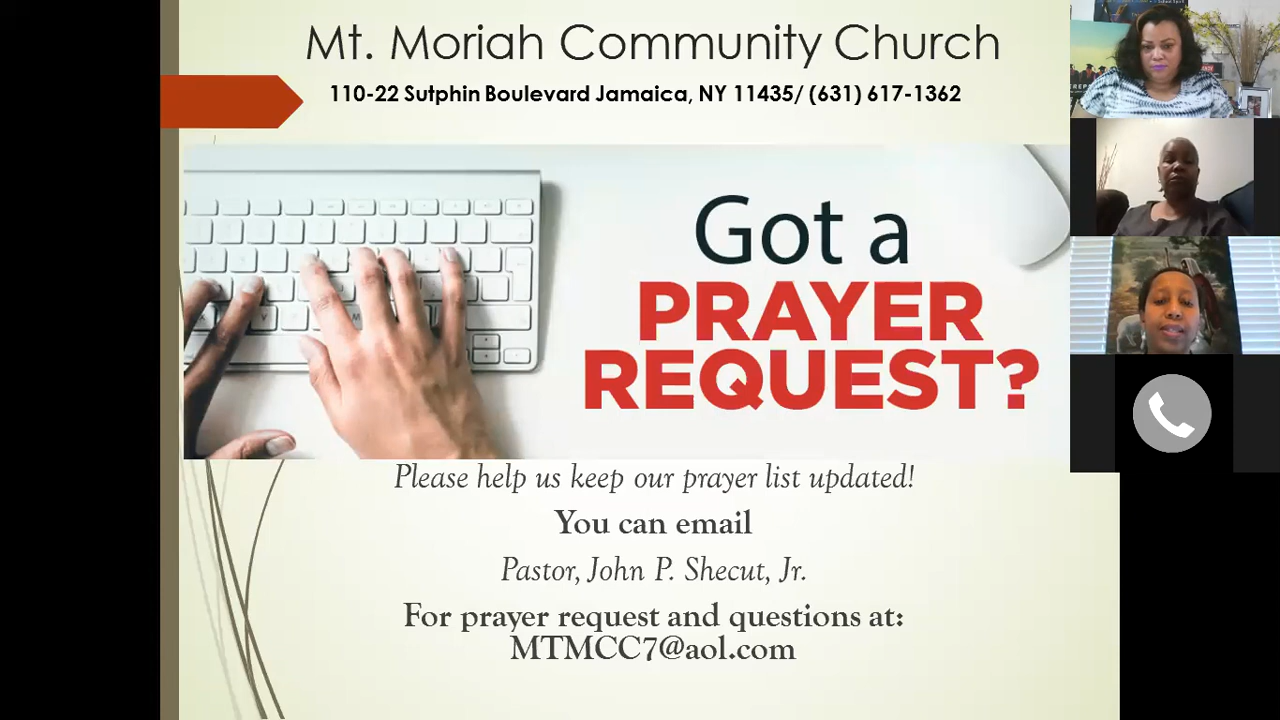 Mt. Moriah Community Church
110-22 Sutphin Boulevard Jamaica, NY 11435/ (631) 617-1362
Got a
PRAYER
REQUEST?
Please help us keep our prayer list updated!
You can email
Pastor, John P. Shecut, Jr.
For prayer request and questions at:
MTMCC7@aol.com